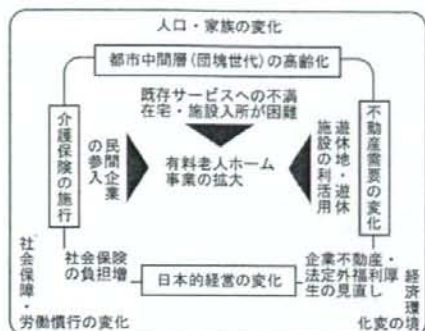 人口・家族の変化
都市中間層(団塊世代)の高齢化
既存サービスへの不満
在宅・施設入所が困難
介護保険の施行
民間企業
の参入
有料老人ホーム
事業の拡大
遊休地・遊休
施設の利活用
不動産需要の変化
社会保険
の負担増
日本的経営の変化
企業不動産・
法定外福利厚
生の見直し
社会保障・
労働慣行の変化
経済環境
の変化